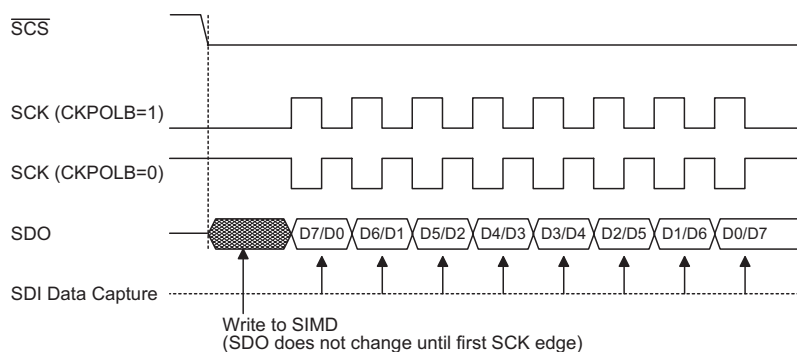 SCS
SCK (CKPOLB=1)
SCK (CKPOLB=0)
SDO D7/D0 D6/D1 D5/D2 D4/D3 D3/D4 D2/D5 D1/D6 D0/D7
SDI Data Capture
Write to SIMD
(SDO does not change until first SCK edge)